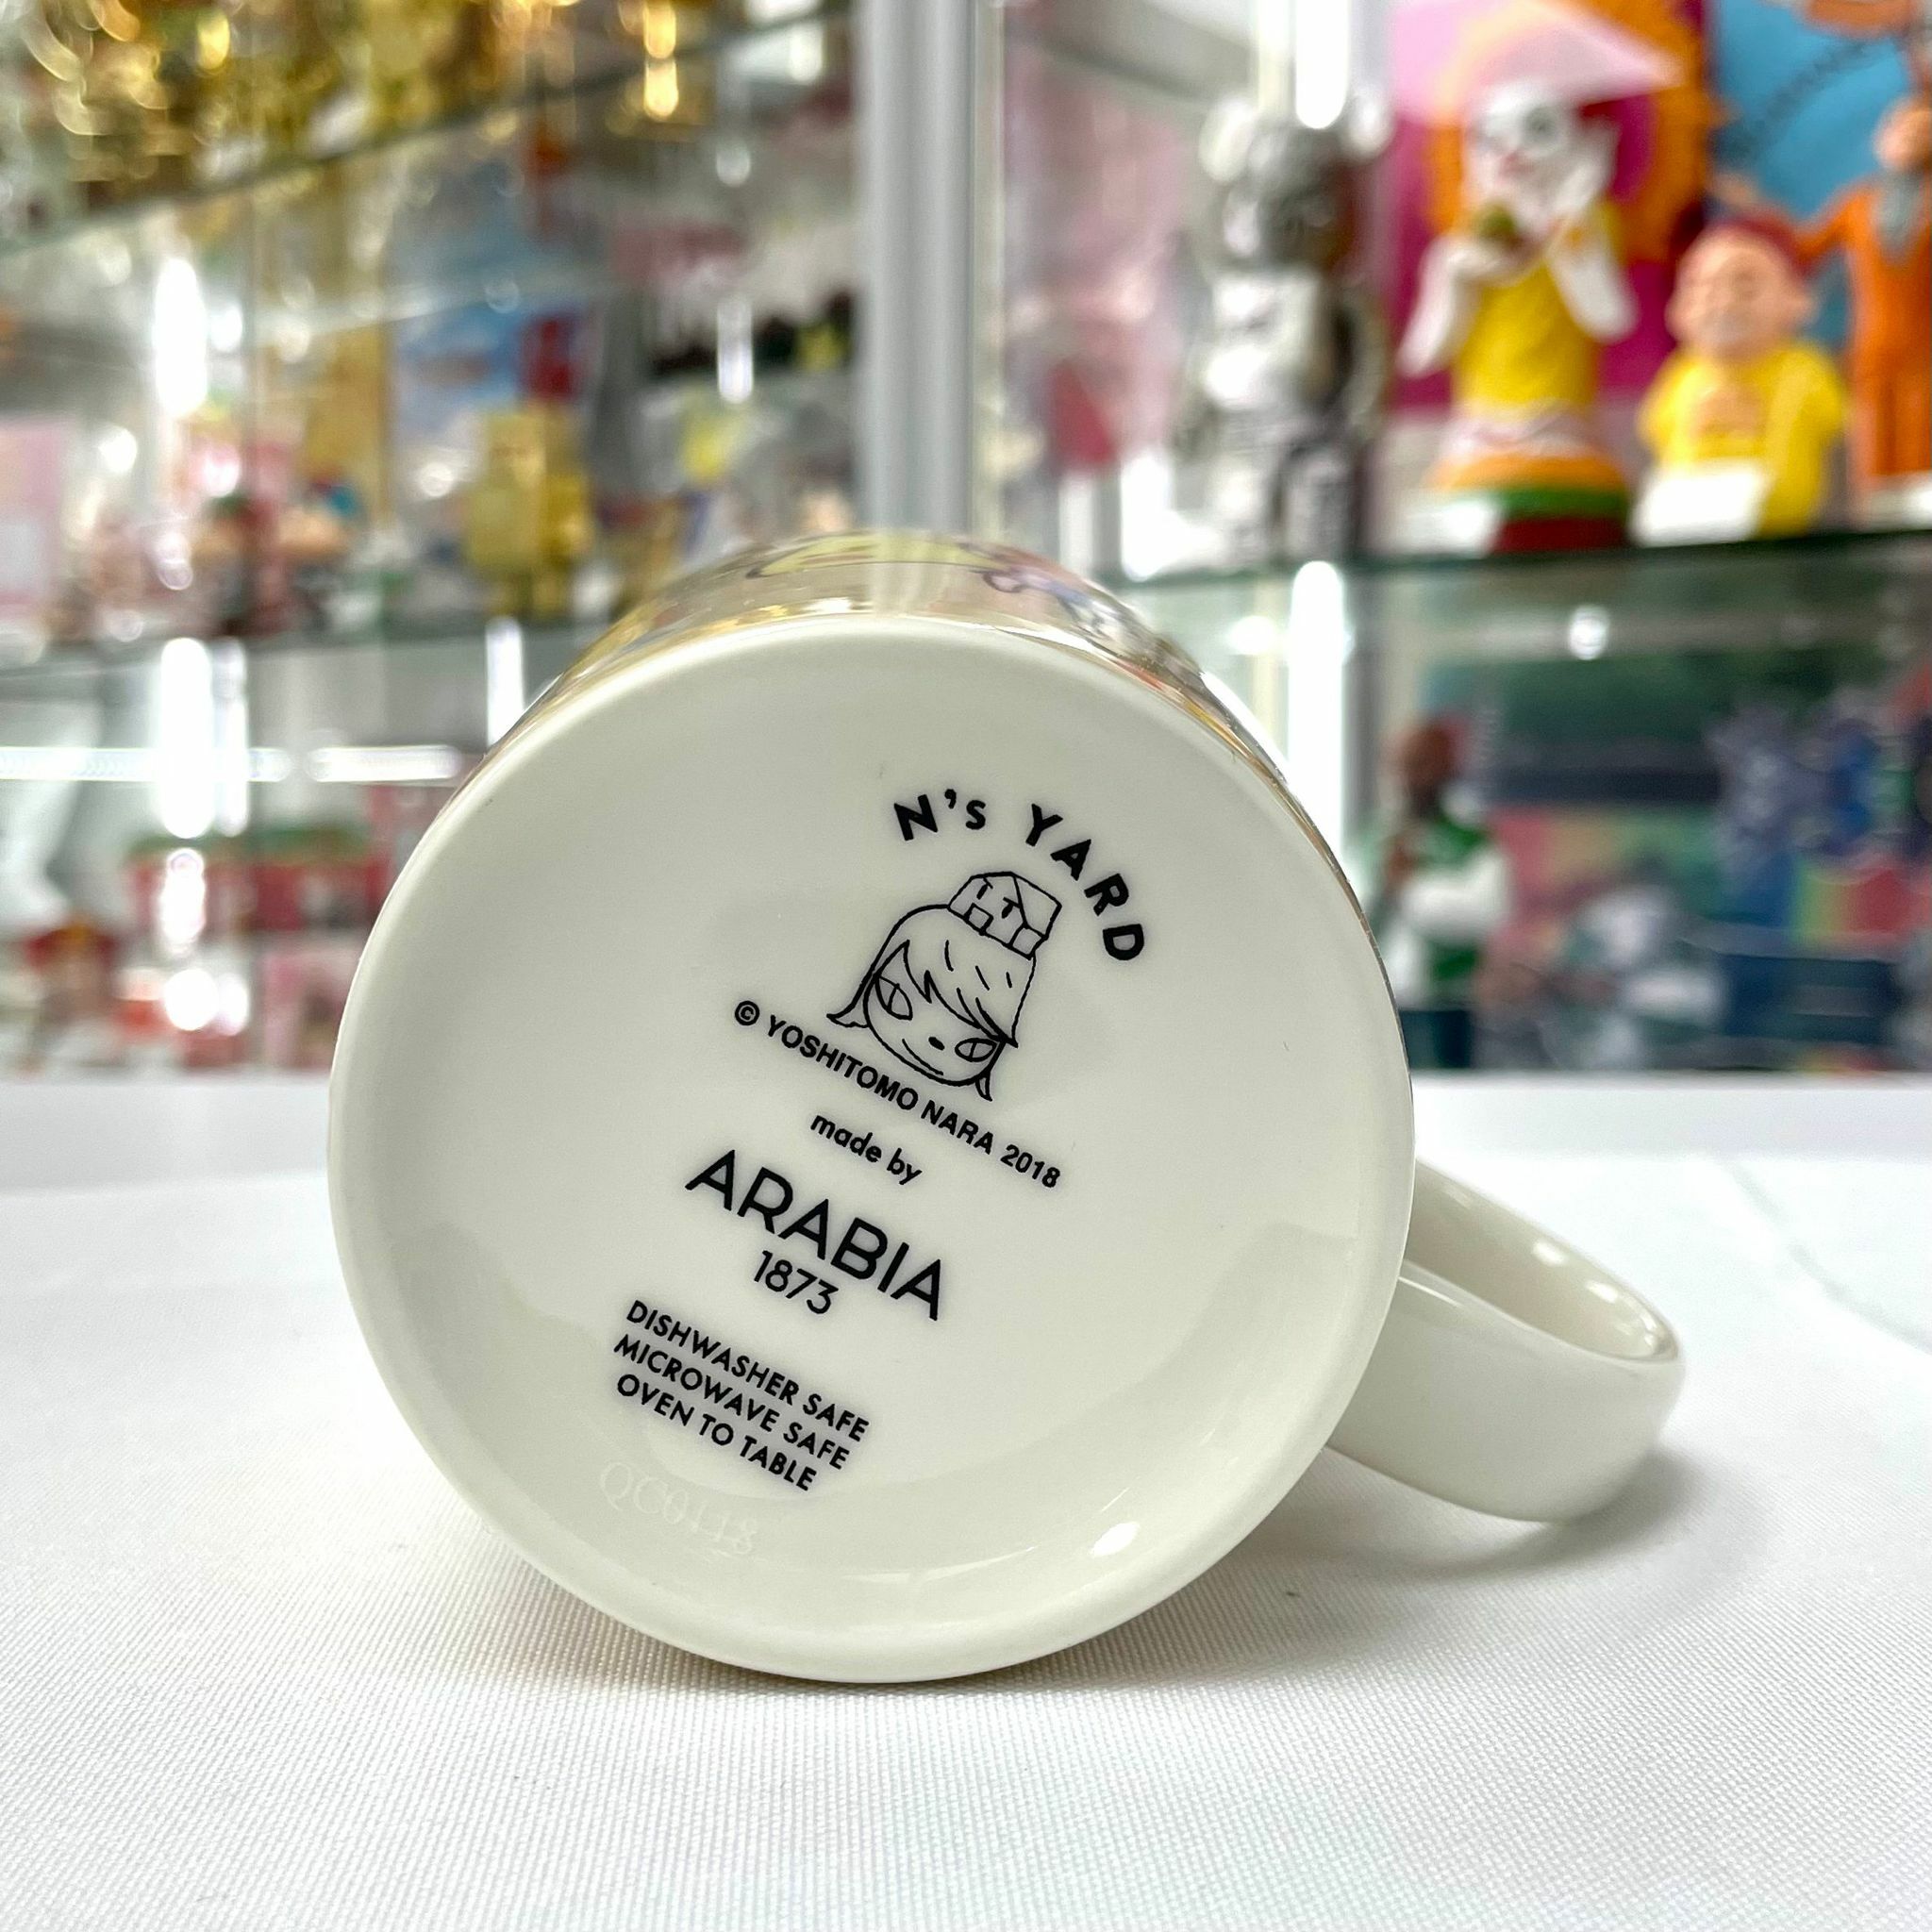 N's YARD
© YOSHITOMO NARA 2018
made by
ARABIA
1873
DISHWASHER SAFE
MICROWAVE SAFE
OVEN TO TABLE